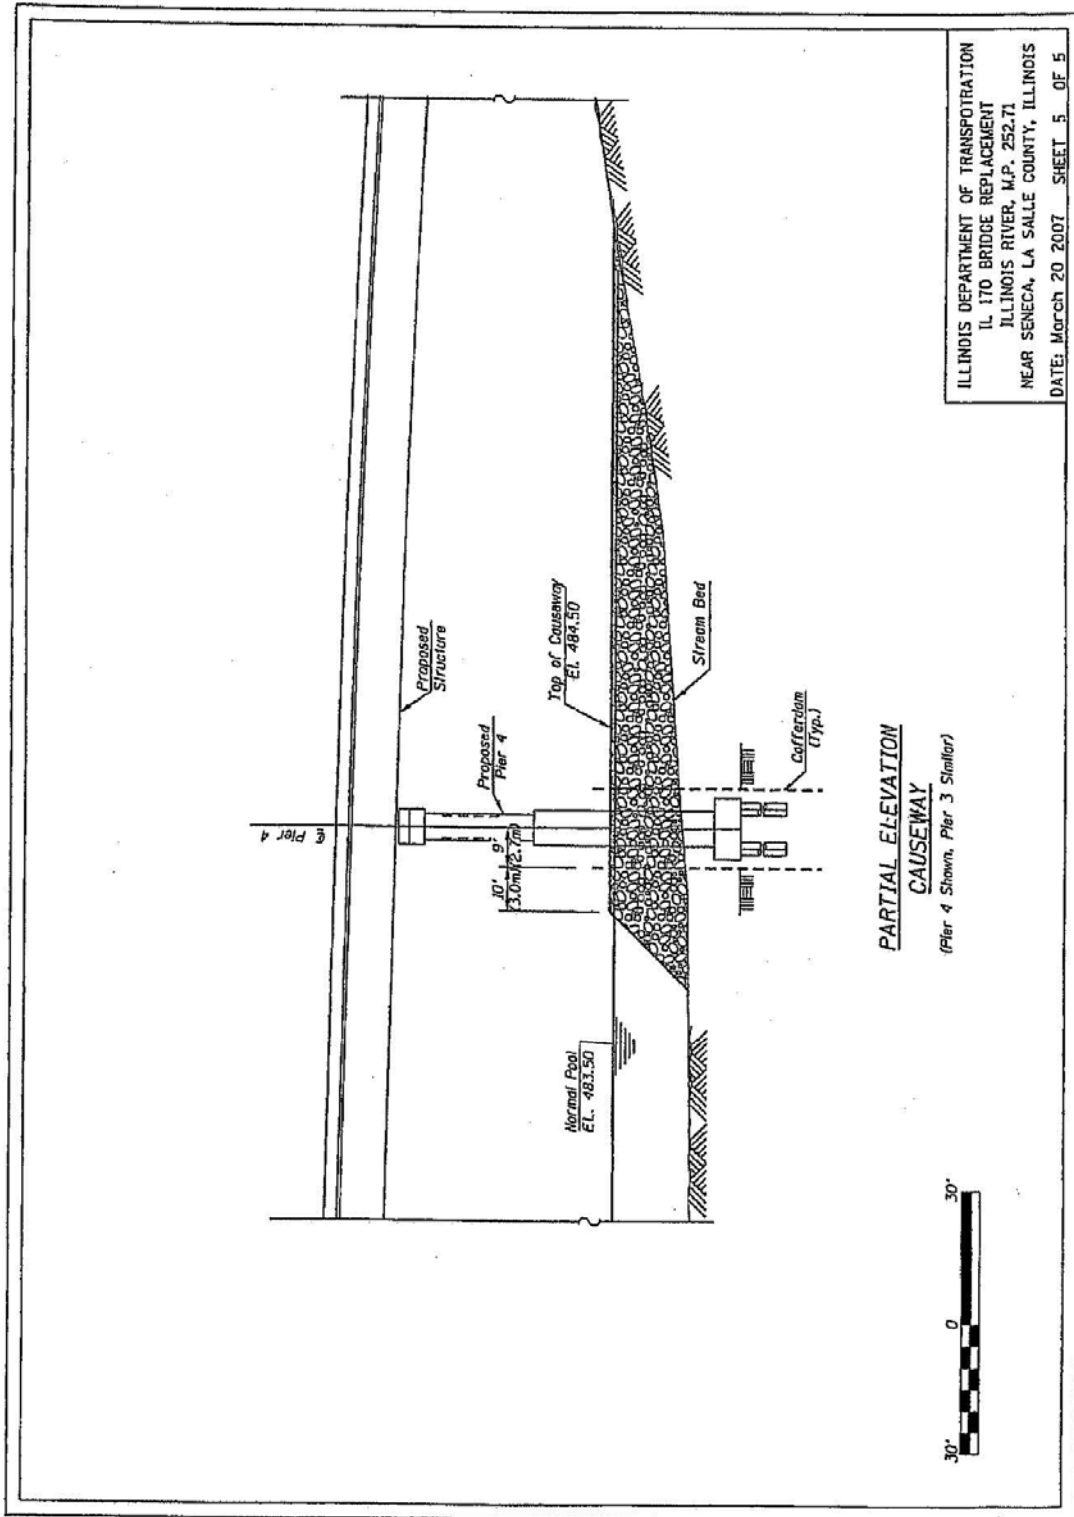 ℄ Pier 4
Proposed
Structure
10'
(3.0m)
9'
(2.7m)
Proposed
Pier 4
Top of Causeway
El. 484.50
Normal Pool
EL. 483.50
Stream Bed
Cofferdam
(Typ.)
PARTIAL ELEVATION
CAUSEWAY
(Pier 4 Shown, Pier 3 Similar)
30'
0
30'
ILLINOIS DEPARTMENT OF TRANSPOTRATION
IL 170 BRIDGE REPLACEMENT
ILLINOIS RIVER, M.P. 252.71
NEAR SENECA, LA SALLE COUNTY, ILLINOIS
DATE: March 20 2007 SHEET 5 OF 5